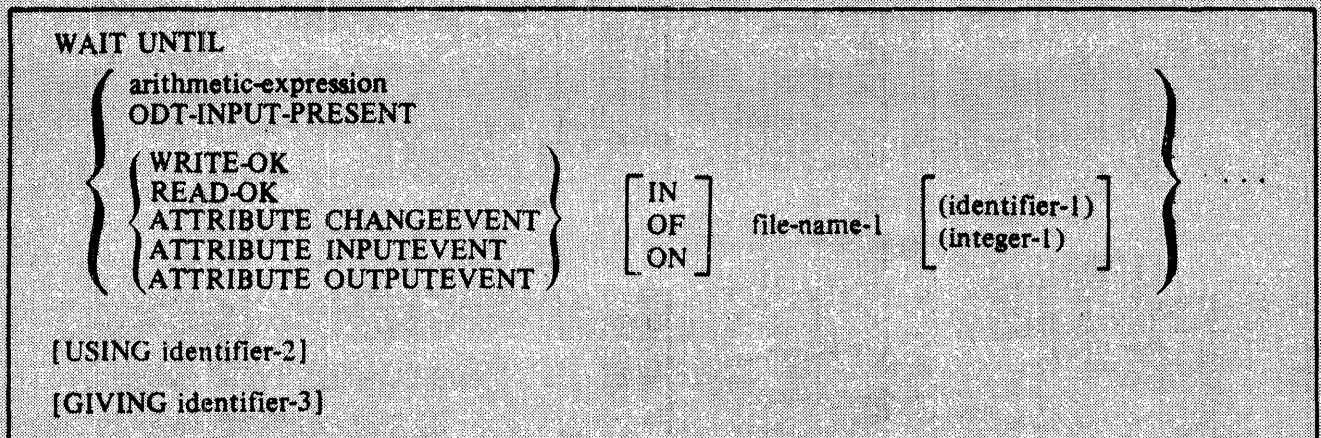 WAIT UNTIL
arithmetic-expression
ODT-INPUT-PRESENT
WRITE-OK
READ-OK
ATTRIBUTE CHANGEEVENT
ATTRIBUTE INPUTEVENT
ATTRIBUTE OUTPUTEVENT
[IN OF ON] file-name-1 [(identifier-1) (integer-1)] . . .
[USING identifier-2]
[GIVING identifier-3]